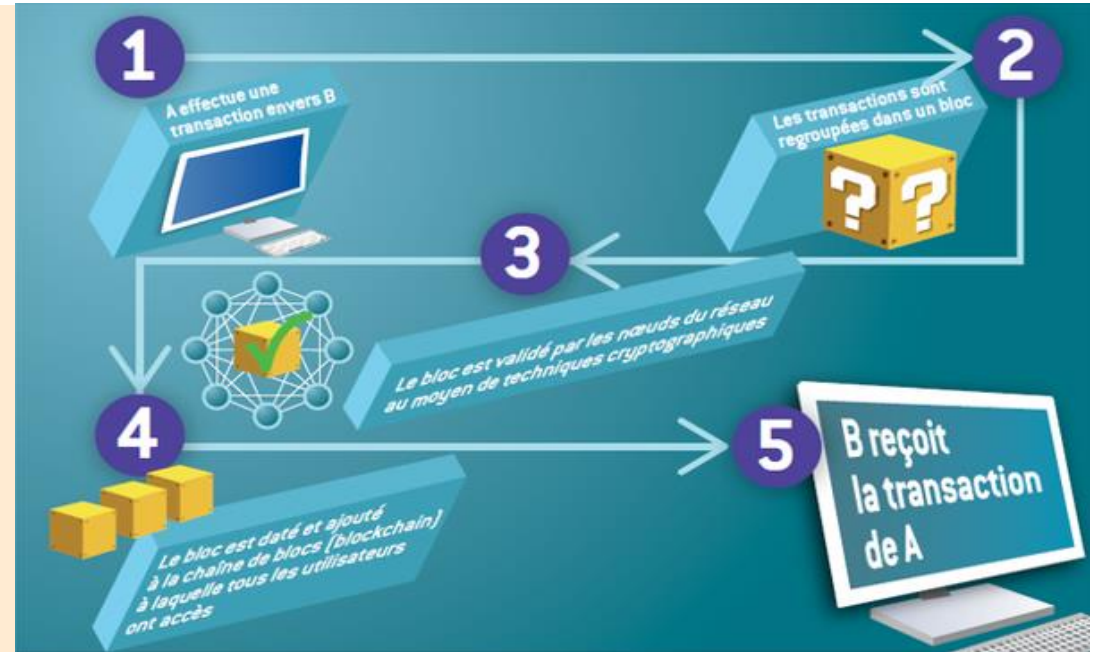 1
A effectue une
transaction envers B
2
Les transactions sont
regroupées dans un bloc
? ?
3
Le bloc est validé par les nœuds du réseau
au moyen de techniques cryptographiques
4
Le bloc est daté et ajouté
à la chaîne de blocs (blockchain)
à laquelle tous les utilisateurs
ont accès
5
B reçoit
la transaction
de A